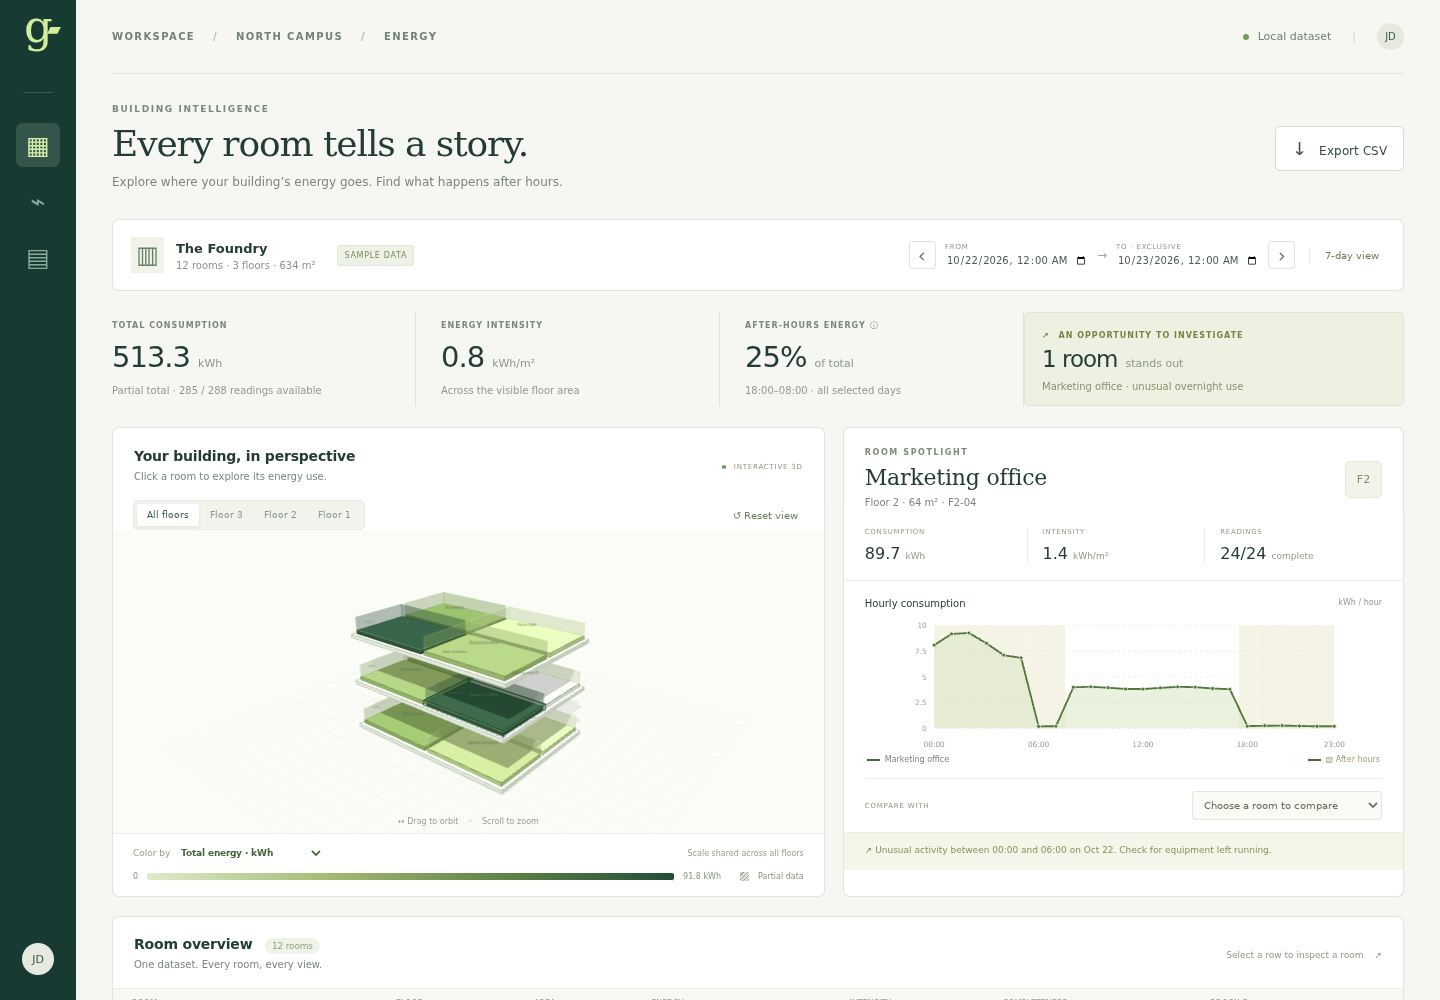 g
WORKSPACE / NORTH CAMPUS / ENERGY
Local dataset | JD
BUILDING INTELLIGENCE
Every room tells a story.
Explore where your building’s energy goes. Find what happens after hours.
↓ Export CSV
The Foundry
12 rooms · 3 floors · 634 m²
SAMPLE DATA
FROM
10/22/2026, 12:00 AM
→
TO · EXCLUSIVE
10/23/2026, 12:00 AM
7-day view
TOTAL CONSUMPTION
513.3 kWh
Partial total · 285 / 288 readings available
ENERGY INTENSITY
0.8 kWh/m²
Across the visible floor area
AFTER-HOURS ENERGY ⓘ
25% of total
18:00–08:00 · all selected days
↗ AN OPPORTUNITY TO INVESTIGATE
1 room stands out
Marketing office · unusual overnight use
Your building, in perspective
Click a room to explore its energy use.
INTERACTIVE 3D
All floors Floor 3 Floor 2 Floor 1
↺ Reset view
↔ Drag to orbit · Scroll to zoom
Color by Total energy · kWh
Scale shared across all floors
0 91.8 kWh Partial data
ROOM SPOTLIGHT
Marketing office
Floor 2 · 64 m² · F2-04
F2
CONSUMPTION
89.7 kWh
INTENSITY
1.4 kWh/m²
READINGS
24/24 complete
Hourly consumption
kWh / hour
10
7.5
5
2.5
0
00:00 06:00 12:00 18:00 23:00
Marketing office
After hours
COMPARE WITH
Choose a room to compare
↗ Unusual activity between 00:00 and 06:00 on Oct 22. Check for equipment left running.
Room overview 12 rooms
One dataset. Every room, every view.
Select a row to inspect a room ↗
JD